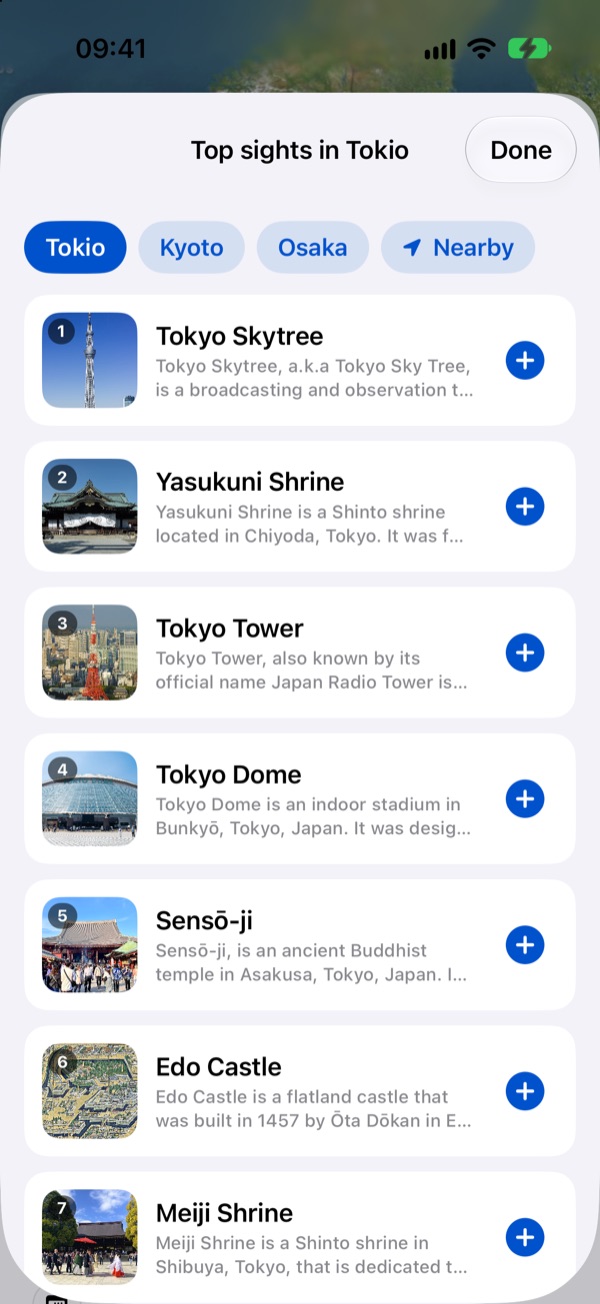 09:41
Top sights in Tokio
Done
Tokio
Kyoto
Osaka
Nearby
1
Tokyo Skytree
Tokyo Skytree, a.k.a Tokyo Sky Tree,
is a broadcasting and observation t...
2
Yasukuni Shrine
Yasukuni Shrine is a Shinto shrine
located in Chiyoda, Tokyo. It was f...
3
Tokyo Tower
Tokyo Tower, also known by its
official name Japan Radio Tower is...
4
Tokyo Dome
Tokyo Dome is an indoor stadium in
Bunkyō, Tokyo, Japan. It was desig...
5
Sensō-ji
Sensō-ji, is an ancient Buddhist
temple in Asakusa, Tokyo, Japan. I...
6
Edo Castle
Edo Castle is a flatland castle that
was built in 1457 by Ōta Dōkan in E...
7
Meiji Shrine
Meiji Shrine is a Shinto shrine in
Shibuya, Tokyo, that is dedicated t...